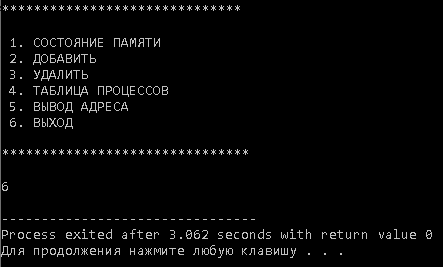 ******************************
1. СОСТОЯНИЕ ПАМЯТИ
2. ДОБАВИТЬ
3. УДАЛИТЬ
4. ТАБЛИЦА ПРОЦЕССОВ
5. ВЫВОД АДРЕСА
6. ВЫХОД
*******************************
6
--------------------------------
Process exited after 3.062 seconds with return value 0
Для продолжения нажмите любую клавишу . . .